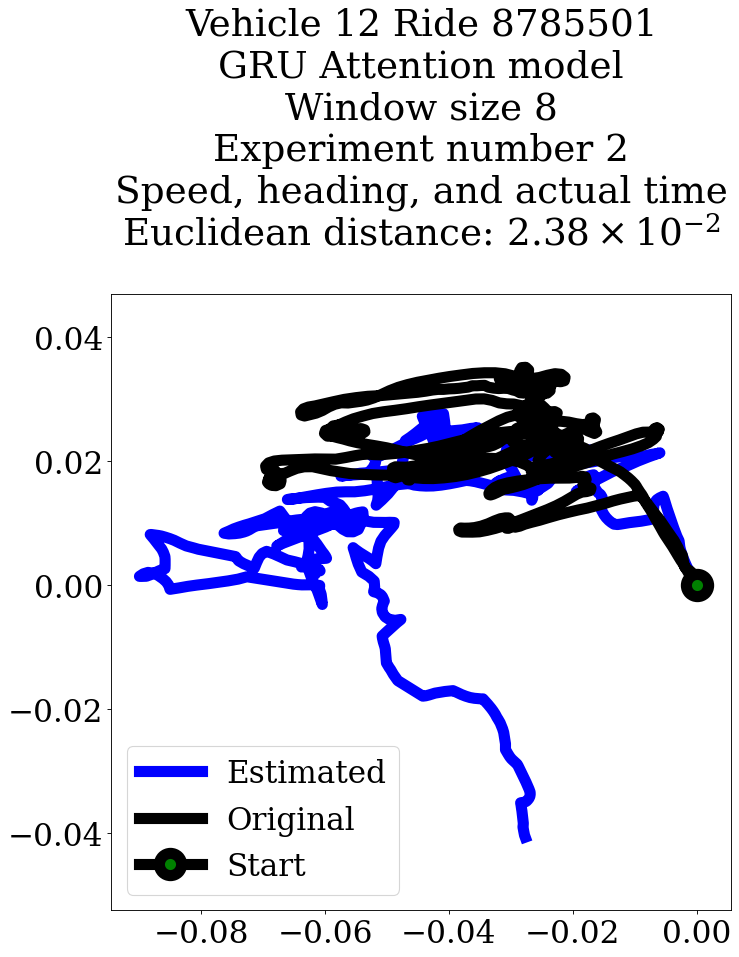 Vehicle 12 Ride 8785501
GRU Attention model
Window size 8
Experiment number 2
Speed, heading, and actual time
Euclidean distance: 2.38 × 10⁻²
0.04
0.02
0.00
−0.02
−0.04
Estimated
Original
Start
−0.08 −0.06 −0.04 −0.02 0.00